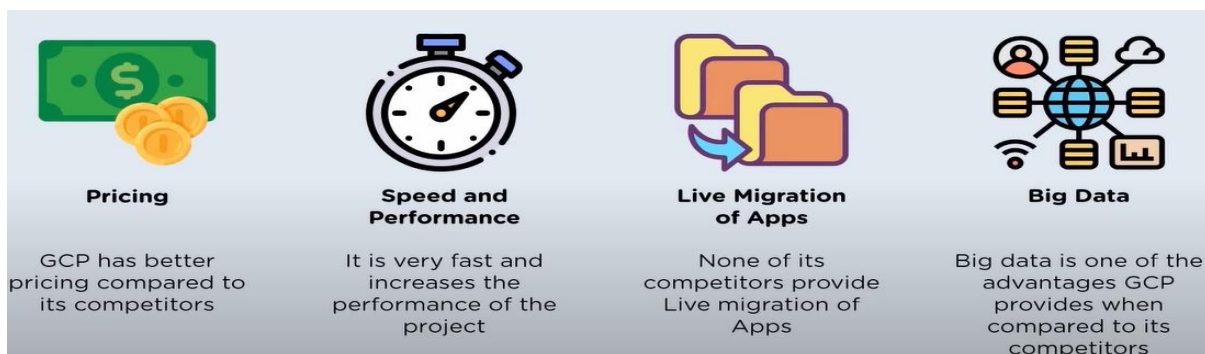 Pricing
GCP has better
pricing compared to
its competitors
Speed and
Performance
It is very fast and
increases the
performance of the
project
Live Migration
of Apps
None of its
competitors provide
Live migration of
Apps
Big Data
Big data is one of the
advantages GCP
provides when
compared to its
competitors